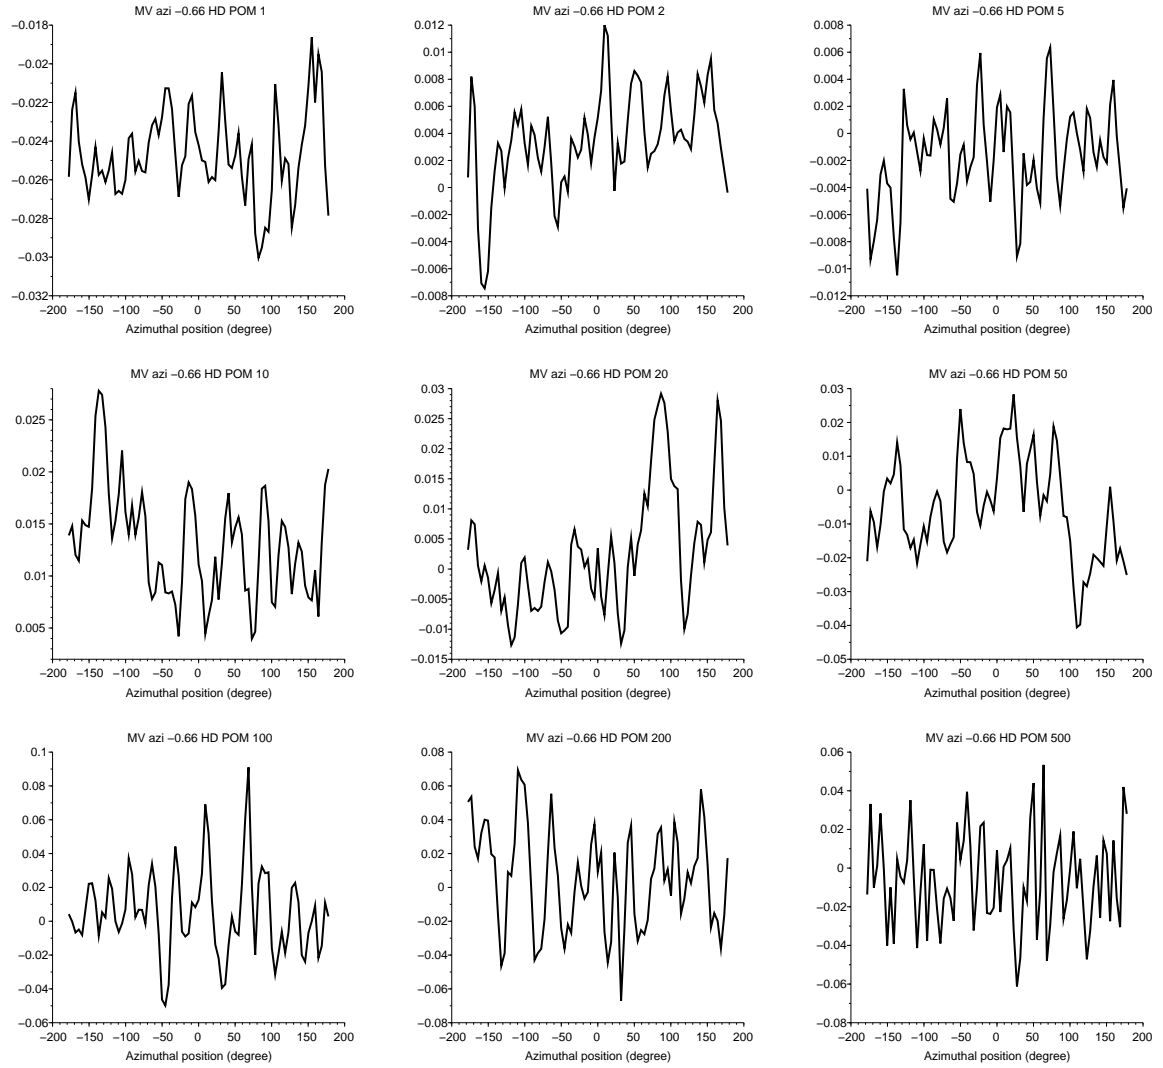 MV azi −0.66 HD POM 1
−0.018
−0.02
−0.022
−0.024
−0.026
−0.028
−0.03
−0.032
−200 −150 −100 −50 0 50 100 150 200
Azimuthal position (degree)
MV azi −0.66 HD POM 2
0.012
0.01
0.008
0.006
0.004
0.002
0
−0.002
−0.004
−0.006
−0.008
−200 −150 −100 −50 0 50 100 150 200
Azimuthal position (degree)
MV azi −0.66 HD POM 5
0.008
0.006
0.004
0.002
0
−0.002
−0.004
−0.006
−0.008
−0.01
−0.012
−200 −150 −100 −50 0 50 100 150 200
Azimuthal position (degree)
MV azi −0.66 HD POM 10
0.025
0.02
0.015
0.01
0.005
−200 −150 −100 −50 0 50 100 150 200
Azimuthal position (degree)
MV azi −0.66 HD POM 20
0.03
0.025
0.02
0.015
0.01
0.005
0
−0.005
−0.01
−0.015
−200 −150 −100 −50 0 50 100 150 200
Azimuthal position (degree)
MV azi −0.66 HD POM 50
0.03
0.02
0.01
0
−0.01
−0.02
−0.03
−0.04
−0.05
−200 −150 −100 −50 0 50 100 150 200
Azimuthal position (degree)
MV azi −0.66 HD POM 100
0.1
0.08
0.06
0.04
0.02
0
−0.02
−0.04
−0.06
−200 −150 −100 −50 0 50 100 150 200
Azimuthal position (degree)
MV azi −0.66 HD POM 200
0.08
0.06
0.04
0.02
0
−0.02
−0.04
−0.06
−0.08
−200 −150 −100 −50 0 50 100 150 200
Azimuthal position (degree)
MV azi −0.66 HD POM 500
0.06
0.04
0.02
0
−0.02
−0.04
−0.06
−0.08
−200 −150 −100 −50 0 50 100 150 200
Azimuthal position (degree)